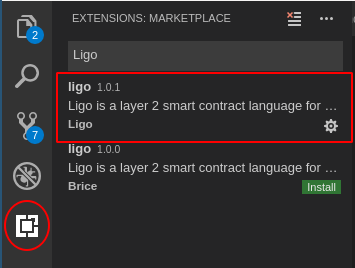 EXTENSIONS: MARKETPLACE
2
Ligo
ligo 1.0.1
Ligo is a layer 2 smart contract language for ...
Ligo
7
ligo 1.0.0
Ligo is a layer 2 smart contract language for ...
Brice Install